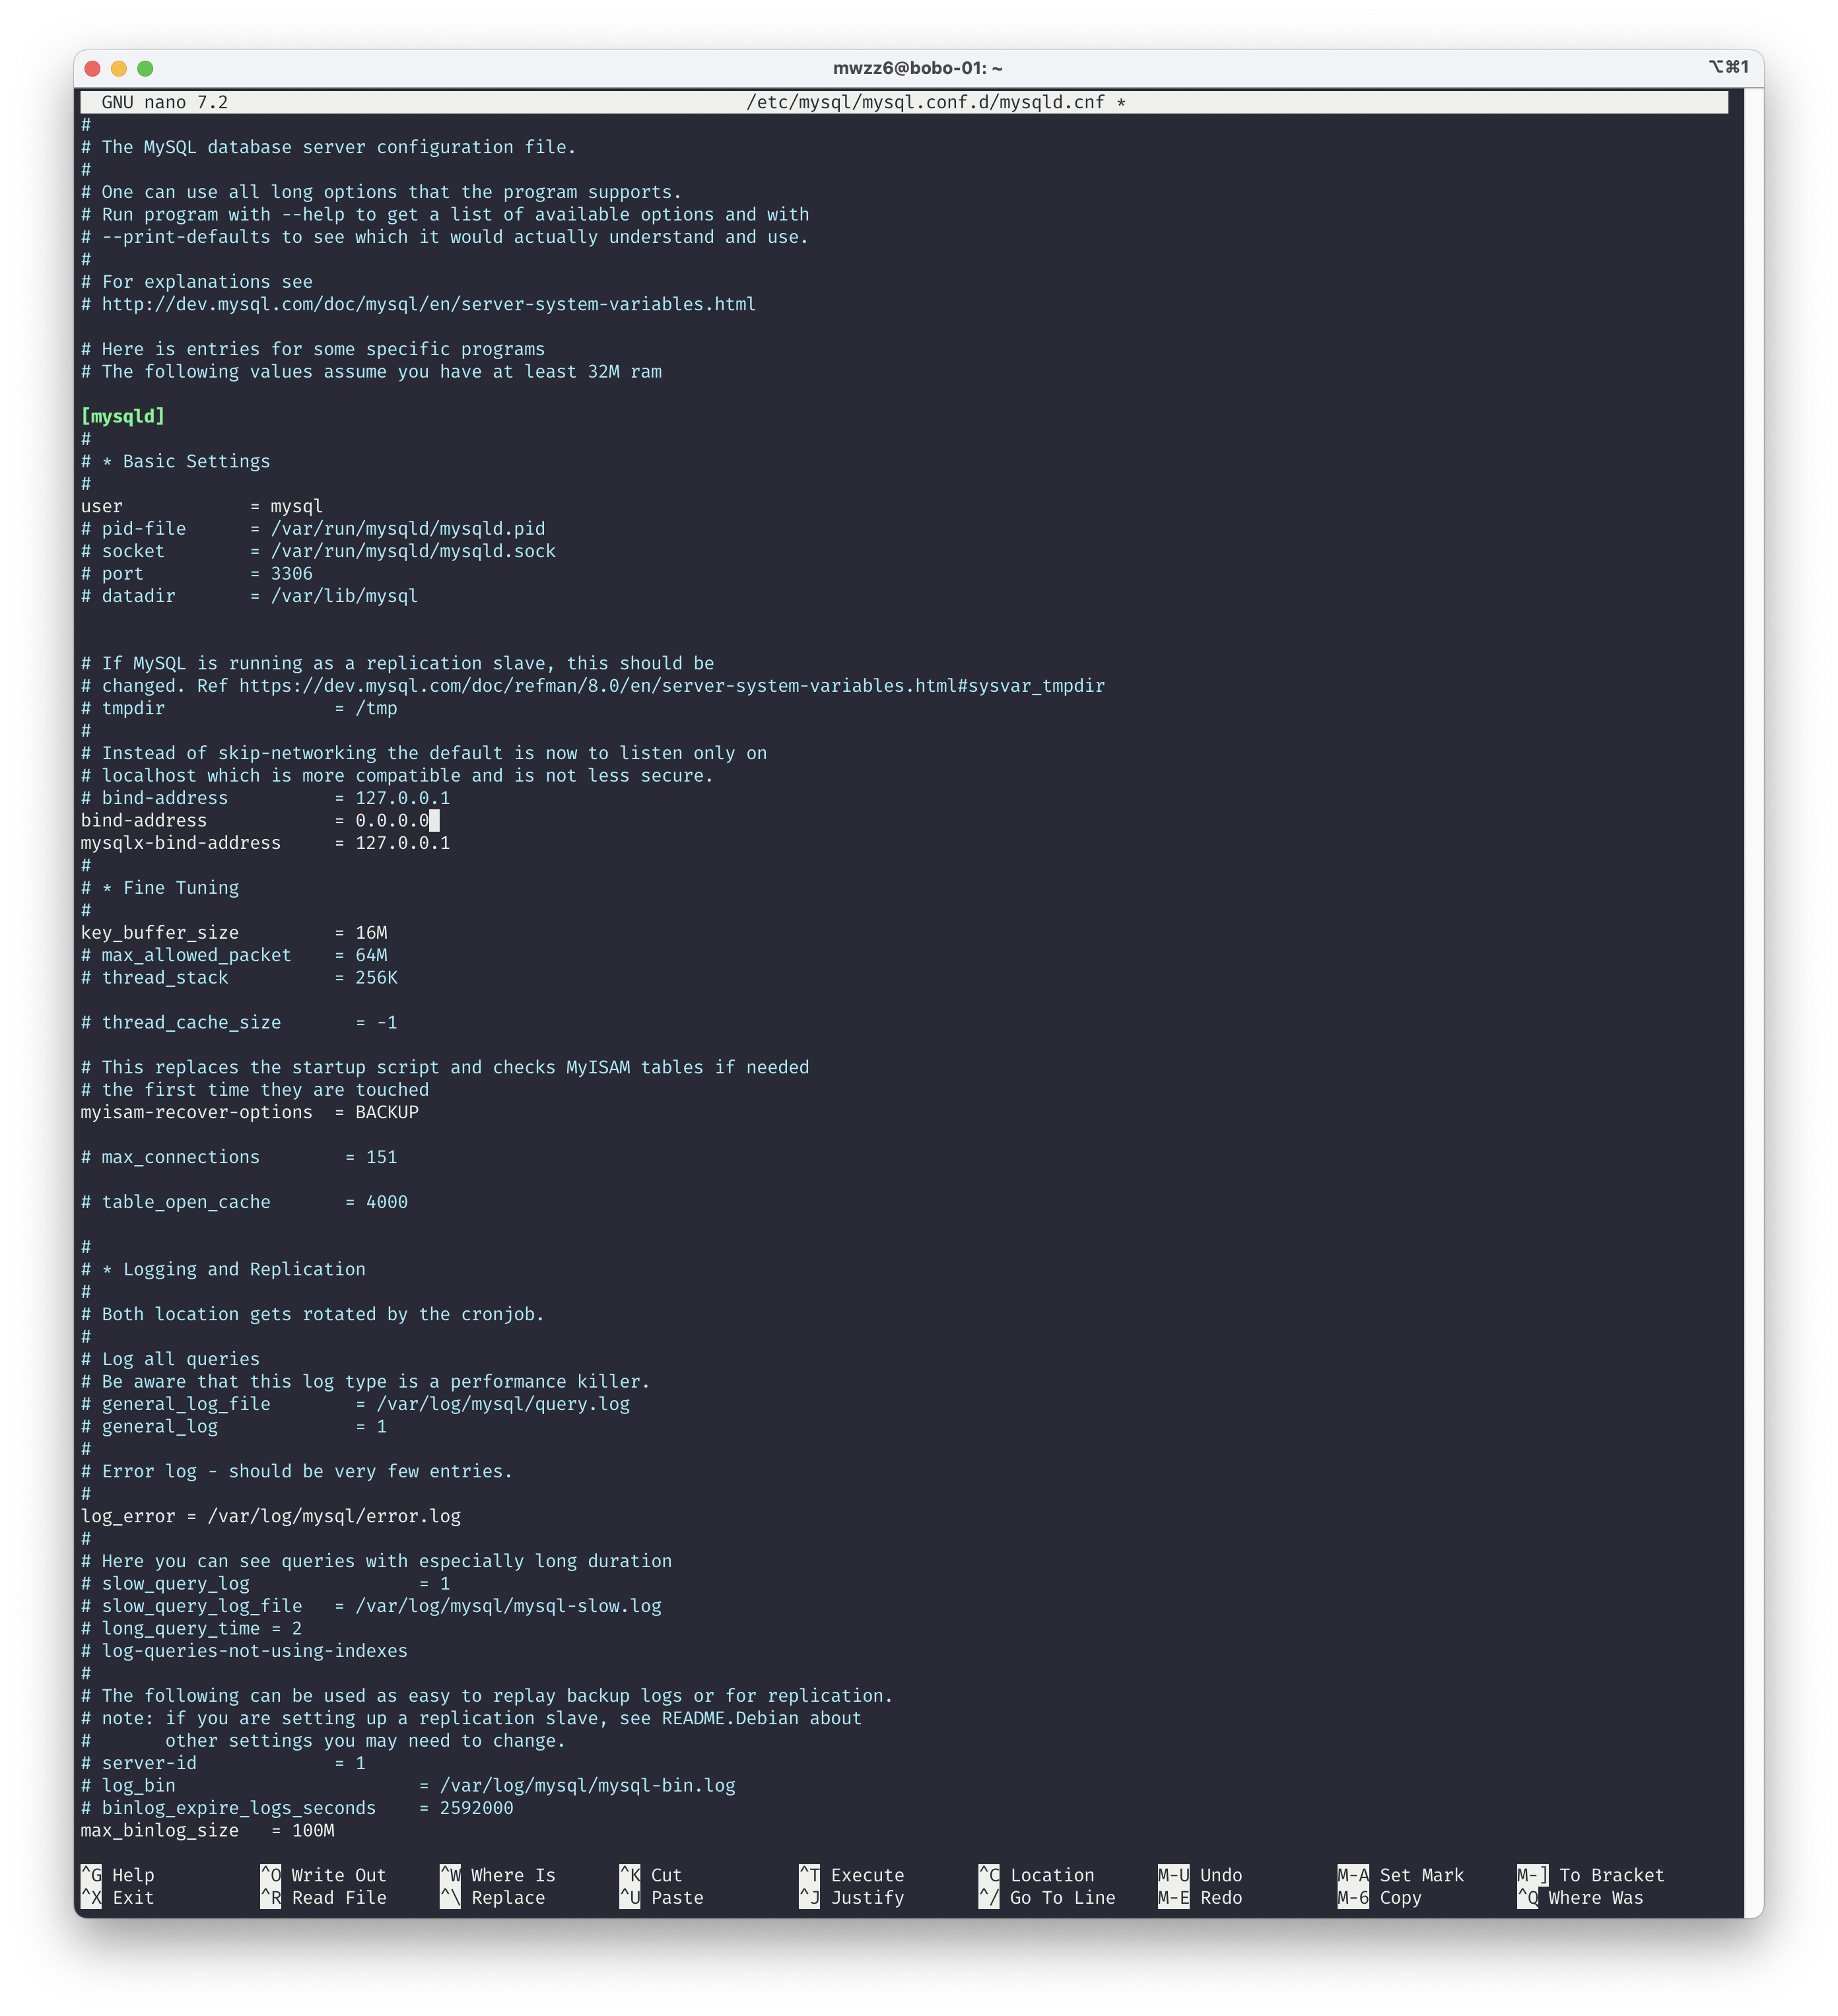 mwzz6@bobo-01: ~ ⌥⌘1
GNU nano 7.2 /etc/mysql/mysql.conf.d/mysqld.cnf *
#
# The MySQL database server configuration file.
#
# One can use all long options that the program supports.
# Run program with --help to get a list of available options and with
# --print-defaults to see which it would actually understand and use.
#
# For explanations see
# http://dev.mysql.com/doc/mysql/en/server-system-variables.html

# Here is entries for some specific programs
# The following values assume you have at least 32M ram

[mysqld]
#
# * Basic Settings
#
user            = mysql
# pid-file      = /var/run/mysqld/mysqld.pid
# socket        = /var/run/mysqld/mysqld.sock
# port          = 3306
# datadir       = /var/lib/mysql


# If MySQL is running as a replication slave, this should be
# changed. Ref https://dev.mysql.com/doc/refman/8.0/en/server-system-variables.html#sysvar_tmpdir
# tmpdir                = /tmp
#
# Instead of skip-networking the default is now to listen only on
# localhost which is more compatible and is not less secure.
# bind-address          = 127.0.0.1
bind-address            = 0.0.0.0
mysqlx-bind-address     = 127.0.0.1
#
# * Fine Tuning
#
key_buffer_size         = 16M
# max_allowed_packet    = 64M
# thread_stack          = 256K

# thread_cache_size       = -1

# This replaces the startup script and checks MyISAM tables if needed
# the first time they are touched
myisam-recover-options  = BACKUP

# max_connections        = 151

# table_open_cache       = 4000

#
# * Logging and Replication
#
# Both location gets rotated by the cronjob.
#
# Log all queries
# Be aware that this log type is a performance killer.
# general_log_file        = /var/log/mysql/query.log
# general_log             = 1
#
# Error log - should be very few entries.
#
log_error = /var/log/mysql/error.log
#
# Here you can see queries with especially long duration
# slow_query_log                = 1
# slow_query_log_file   = /var/log/mysql/mysql-slow.log
# long_query_time = 2
# log-queries-not-using-indexes
#
# The following can be used as easy to replay backup logs or for replication.
# note: if you are setting up a replication slave, see README.Debian about
#       other settings you may need to change.
# server-id             = 1
# log_bin                       = /var/log/mysql/mysql-bin.log
# binlog_expire_logs_seconds    = 2592000
max_binlog_size   = 100M

^G Help ^O Write Out ^W Where Is ^K Cut ^T Execute ^C Location M-U Undo M-A Set Mark M-] To Bracket
^X Exit ^R Read File ^\ Replace ^U Paste ^J Justify ^/ Go To Line M-E Redo M-6 Copy ^Q Where Was